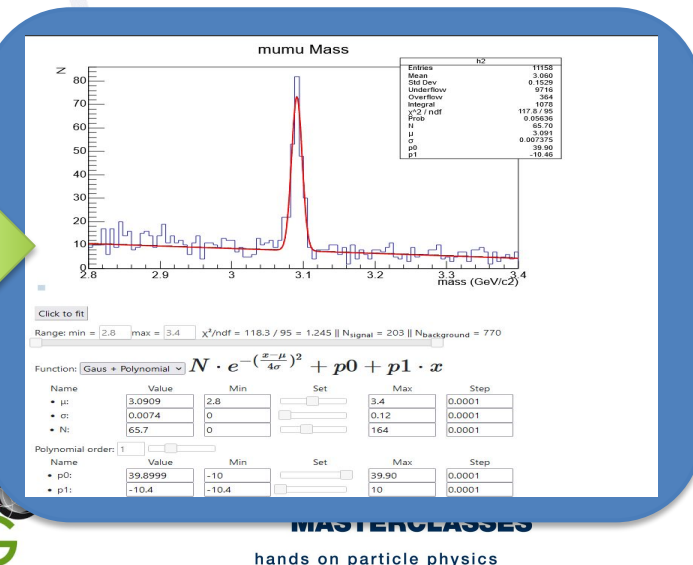 mumu Mass
h2
Entries 11158
Mean 3.060
Std Dev 0.1529
Underflow 9716
Overflow 364
Integral 1078
χ^2 / ndf 117.8 / 95
Prob 0.05636
N 65.70
μ 3.091
σ 0.007375
p0 39.90
p1 -10.46
N
80
70
60
50
40
30
20
10
0
2.8 2.9 3 3.1 3.2 3.3 3.4
mass (GeV/c2)
Click to fit
Range: min = 2.8 max = 3.4 χ²/ndf = 118.3 / 95 = 1.245 || Nsignal = 203 || Nbackground = 770
Function: Gaus + Polynomial N · e^{-(\frac{x-μ}{4σ})^2} + p0 + p1 · x
Name Value Min Set Max Step
• μ: 3.0909 2.8 3.4 0.0001
• σ: 0.0074 0 0.12 0.0001
• N: 65.7 0 164 0.0001
Polynomial order: 1
Name Value Min Set Max Step
• p0: 39.8999 -10 39.90 0.0001
• p1: -10.4 -10.4 10 0.0001
MASTERCLASSES
hands on particle physics